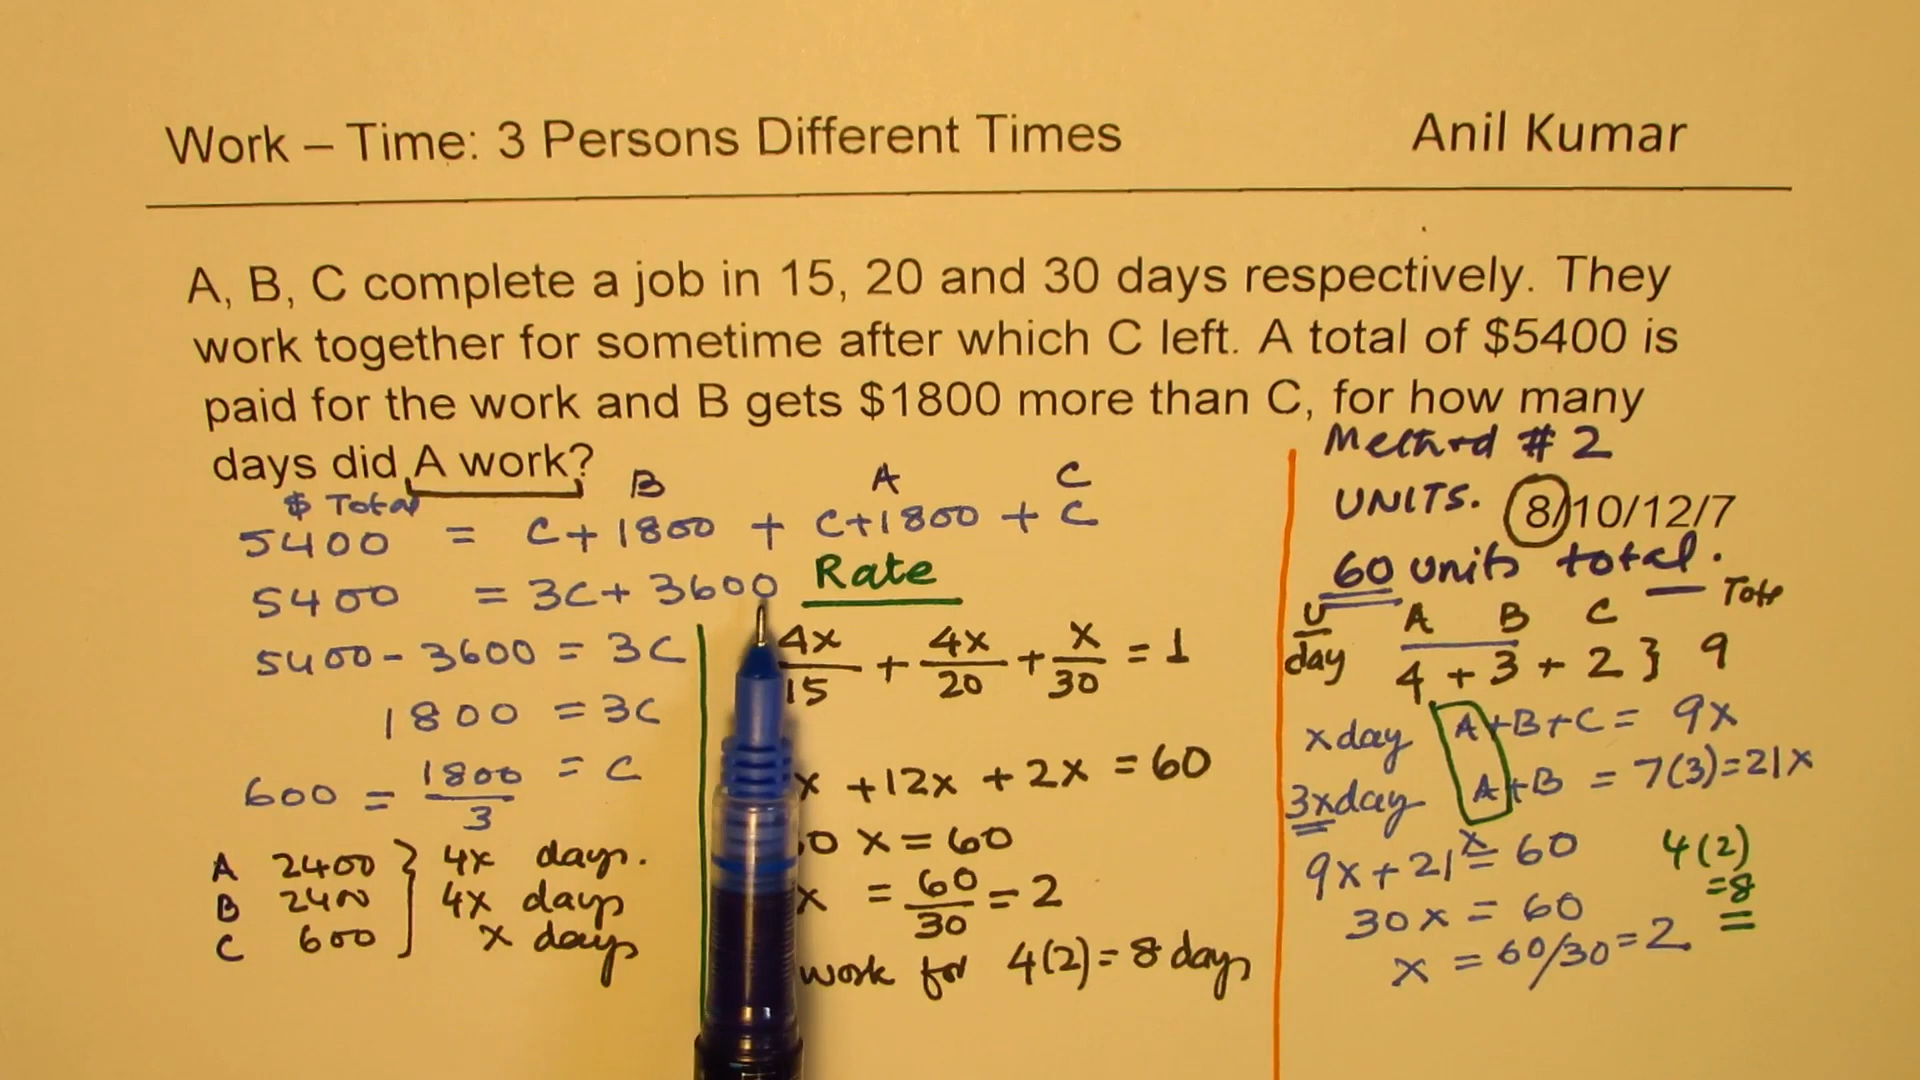 Work – Time: 3 Persons Different Times Anil Kumar
A, B, C complete a job in 15, 20 and 30 days respectively. They
work together for sometime after which C left. A total of $5400 is
paid for the work and B gets $1800 more than C, for how many
days did A work?
$ Total B A C
5400 = C+1800 + C+1800 + C
5400 = 3C+ 3600
5400 - 3600 = 3C
1800 = 3C
600 = 1800/3 = C
A 2400 } 4x days.
B 2400 4x days
C 600 x days
Rate
4x/15 + 4x/20 + x/30 = 1
x +12x + 2x = 60
0 x = 60
x = 60/30 = 2
work for 4(2) = 8 days
Method # 2
UNITS. 8/10/12/7
60 units total.
U/day A B C Tot
4 + 3 + 2 } 9
x day A+B+C = 9x
3x day A+B = 7(3)=21x
9x + 21x = 60
30x = 60
x = 60/30 = 2
4(2)
=8